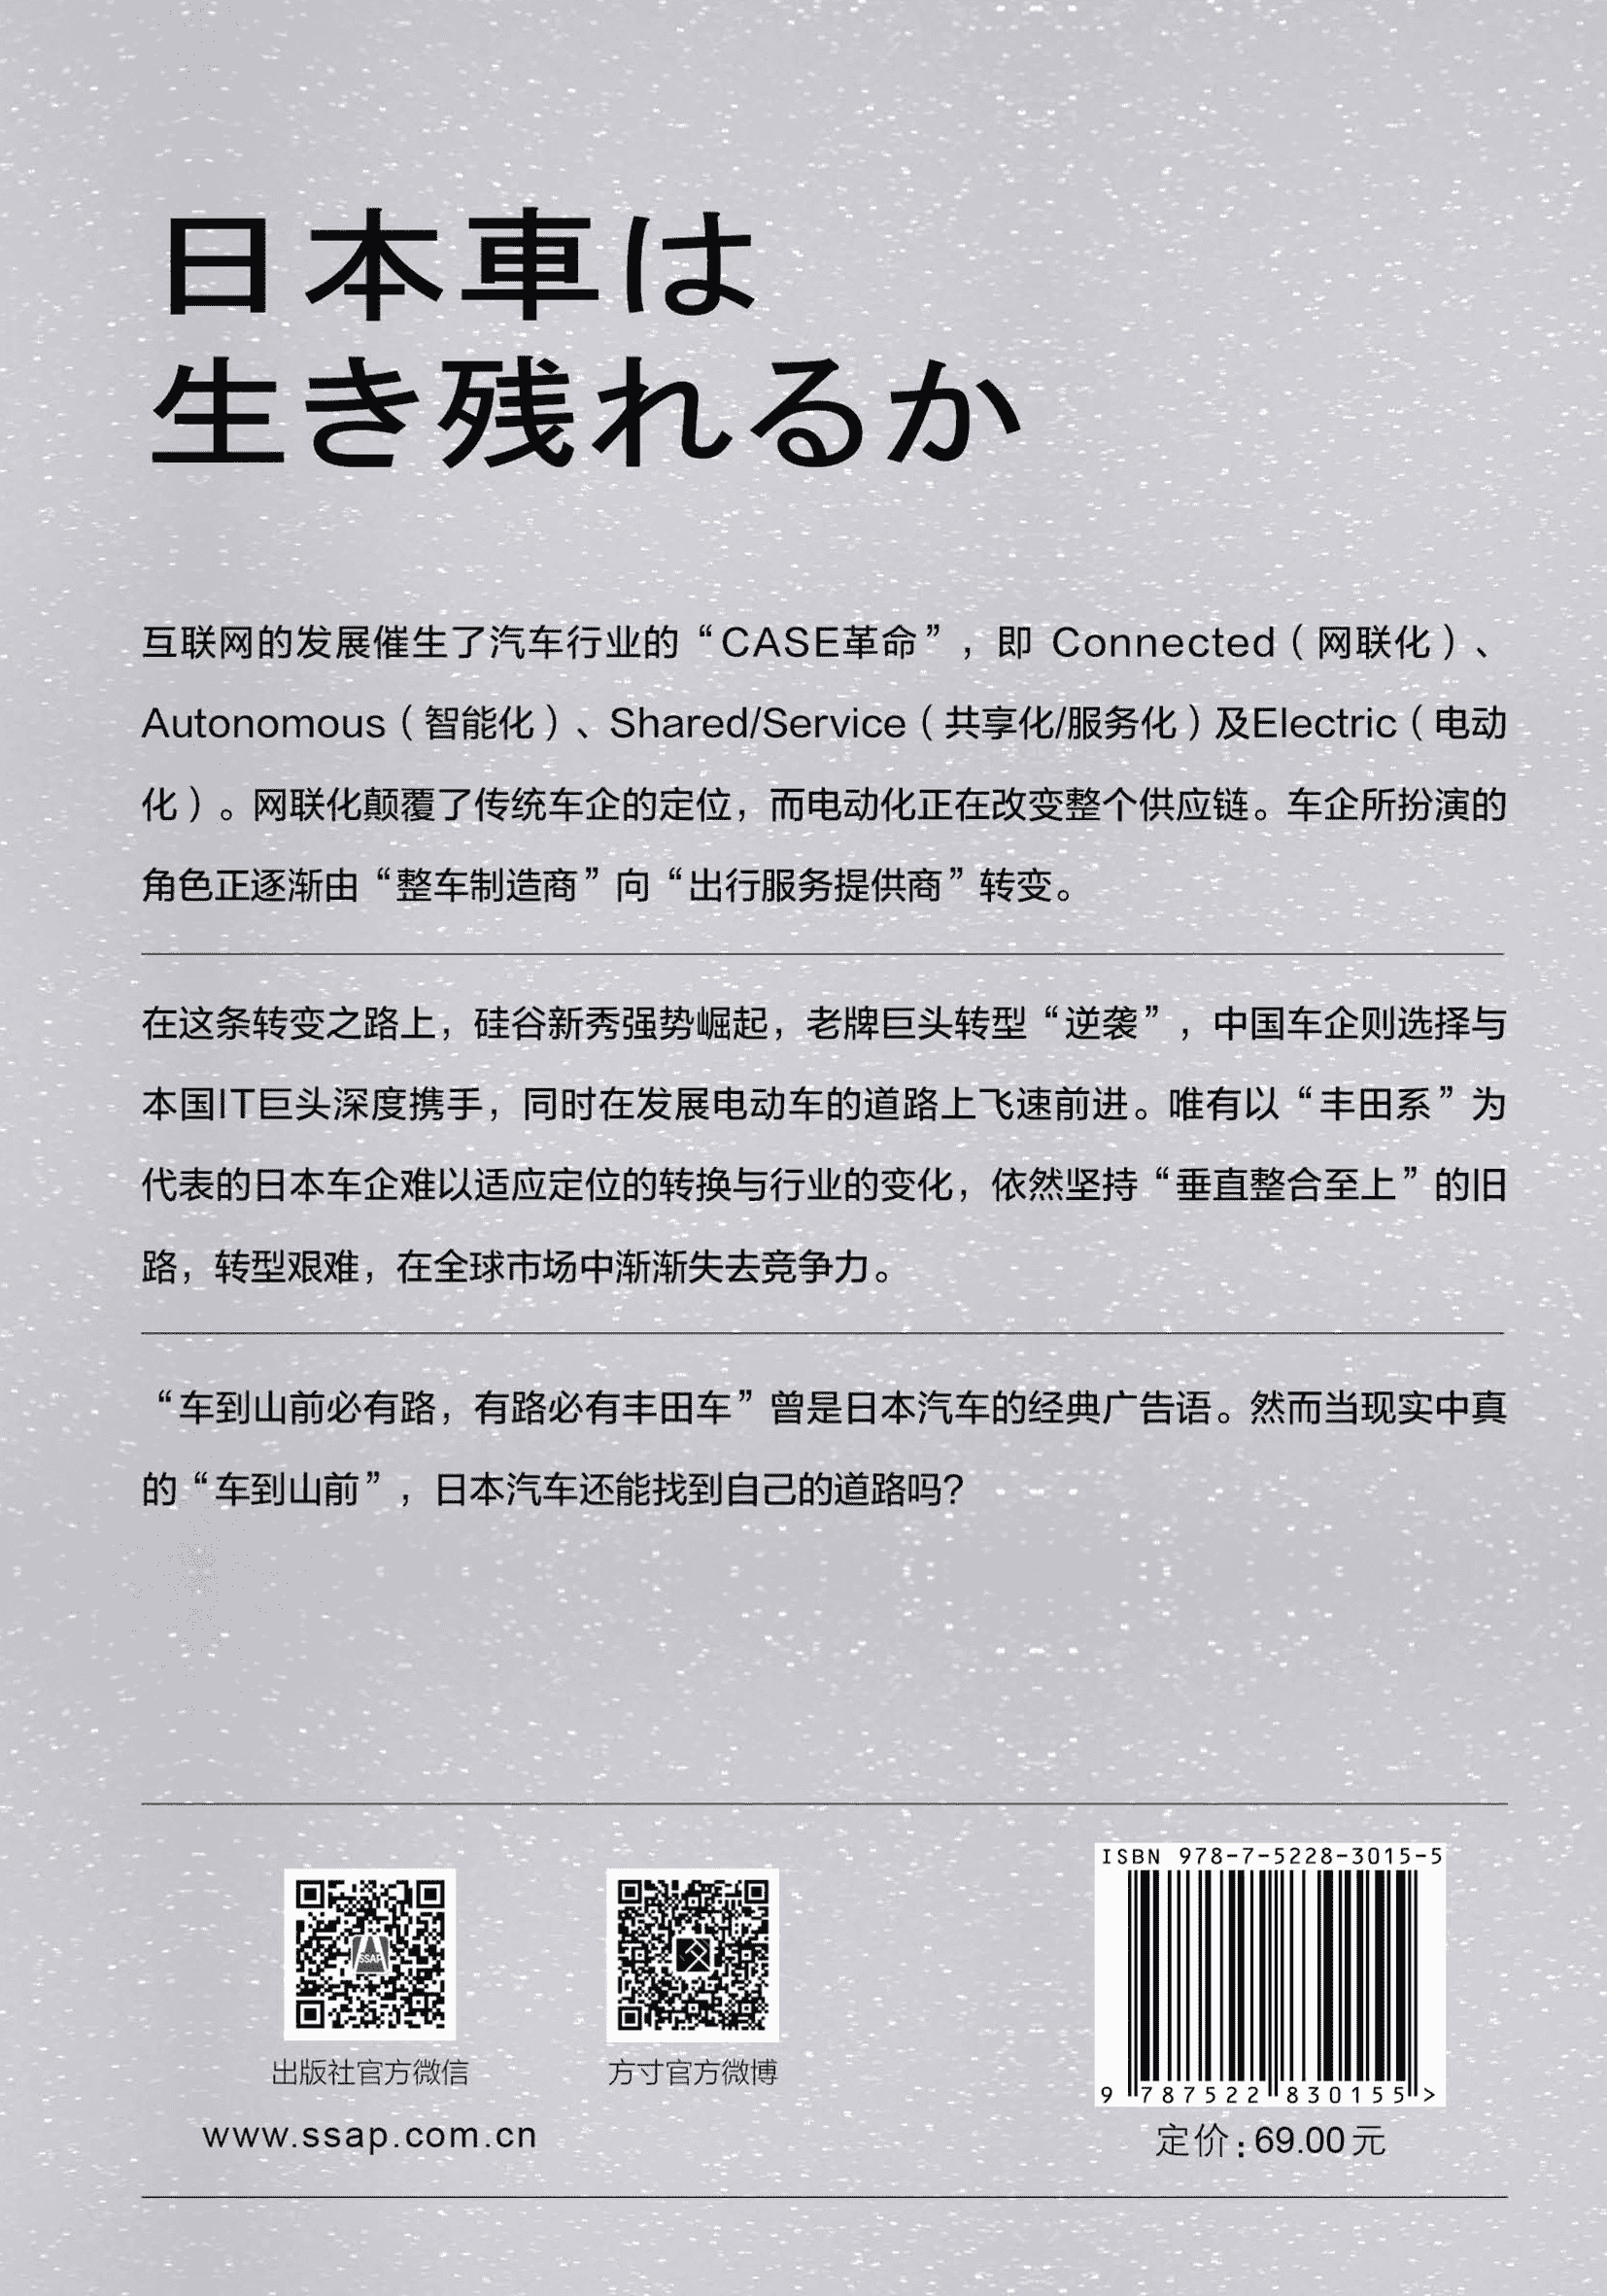 日本車は
生き残れるか
互联网的发展催生了汽车行业的“CASE革命”，即 Connected（网联化）、
Autonomous（智能化）、Shared/Service（共享化/服务化）及Electric（电动
化）。网联化颠覆了传统车企的定位，而电动化正在改变整个供应链。车企所扮演的
角色正逐渐由“整车制造商”向“出行服务提供商”转变。
在这条转变之路上，硅谷新秀强势崛起，老牌巨头转型“逆袭”，中国车企则选择与
本国IT巨头深度携手，同时在发展电动车的道路上飞速前进。唯有以“丰田系”为
代表的日本车企难以适应定位的转换与行业的变化，依然坚持“垂直整合至上”的旧
路，转型艰难，在全球市场中渐渐失去竞争力。
“车到山前必有路，有路必有丰田车”曾是日本汽车的经典广告语。然而当现实中真
的“车到山前”，日本汽车还能找到自己的道路吗？
SSAP
出版社官方微信
方寸官方微博
www.ssap.com.cn
ISBN 978-7-5228-3015-5
9 787522 830155 >
定价：69.00元